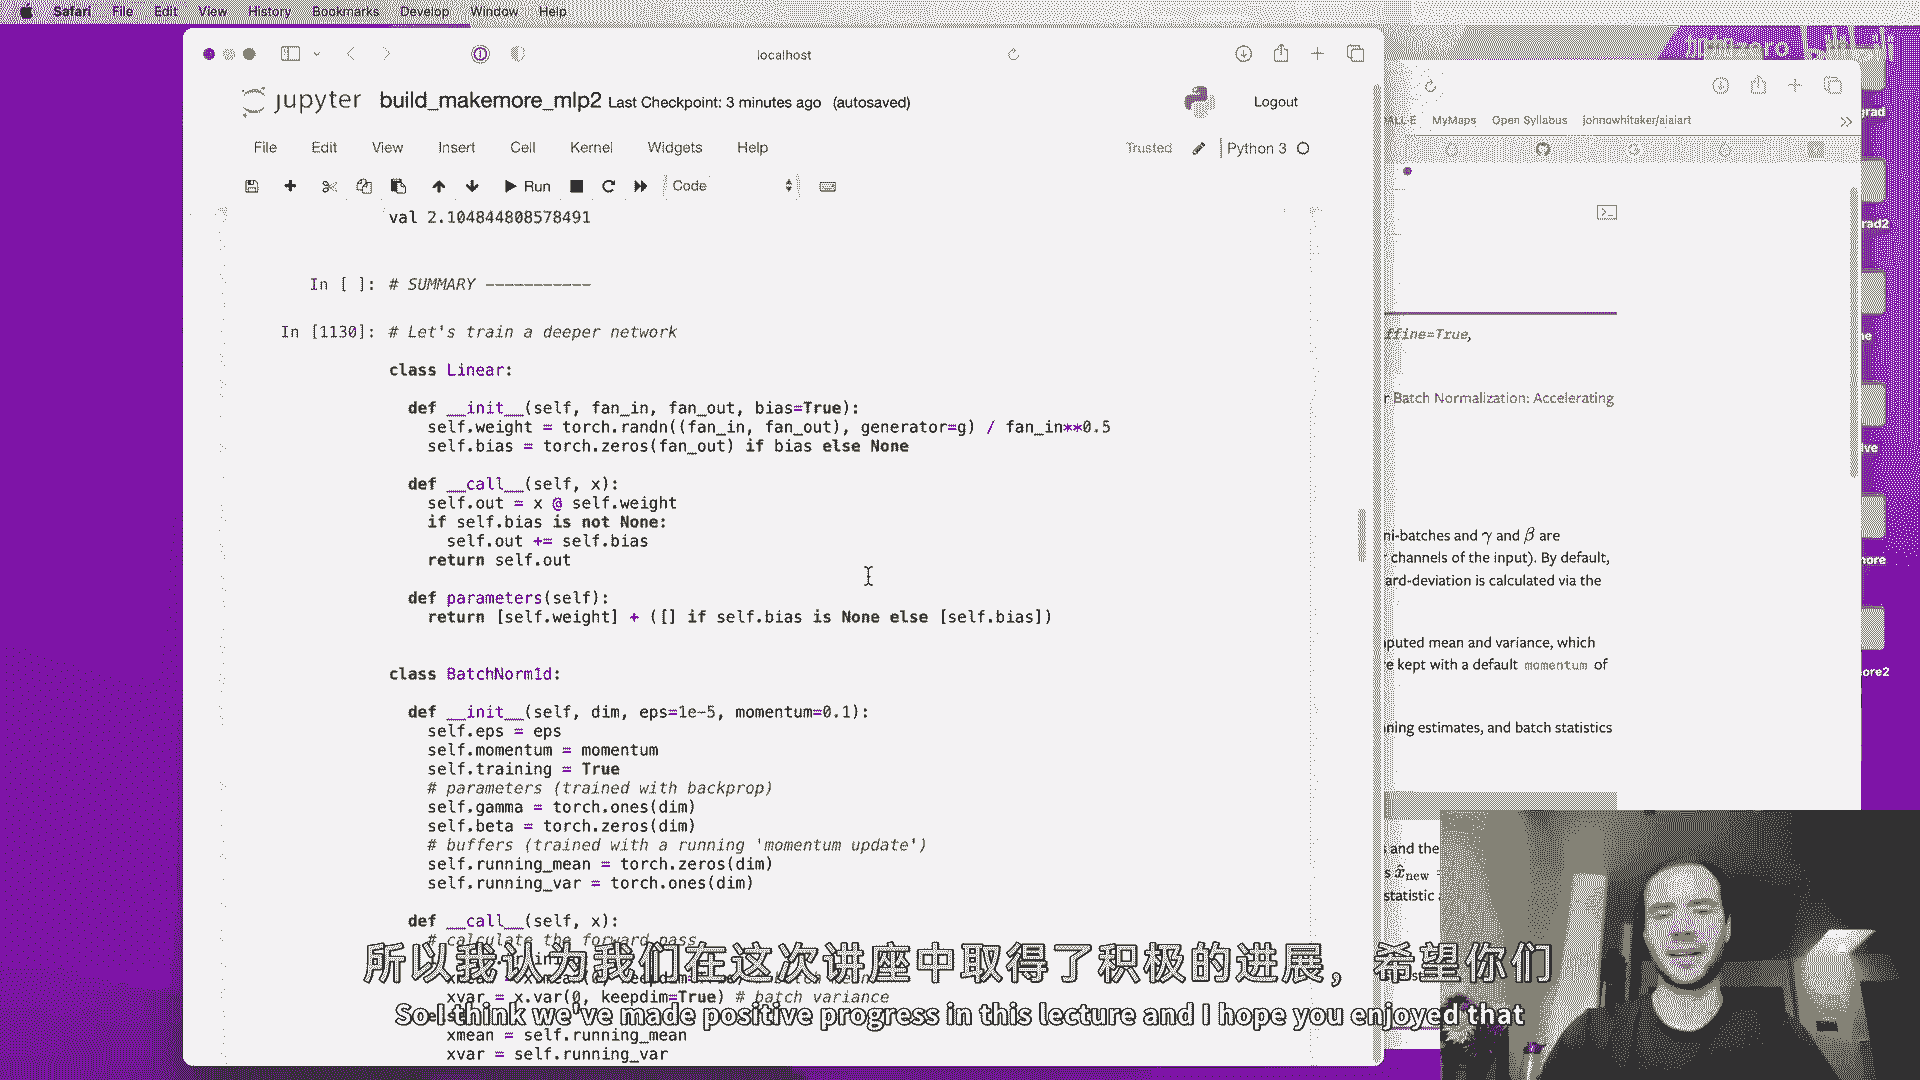 Safari File Edit View History Bookmarks Develop Window Help
localhost
jupyter build_makemore_mlp2 Last Checkpoint: 3 minutes ago (autosaved)
Logout
File Edit View Insert Cell Kernel Widgets Help
Trusted
Python 3
Run
Code
val 2.104844808578491
In [ ]: # SUMMARY -----------
In [1130]: # Let's train a deeper network
class Linear:
def __init__(self, fan_in, fan_out, bias=True):
self.weight = torch.randn((fan_in, fan_out), generator=g) / fan_in**0.5
self.bias = torch.zeros(fan_out) if bias else None
def __call__(self, x):
self.out = x @ self.weight
if self.bias is not None:
self.out += self.bias
return self.out
def parameters(self):
return [self.weight] + ([] if self.bias is None else [self.bias])
class BatchNorm1d:
def __init__(self, dim, eps=1e-5, momentum=0.1):
self.eps = eps
self.momentum = momentum
self.training = True
# parameters (trained with backprop)
self.gamma = torch.ones(dim)
self.beta = torch.zeros(dim)
# buffers (trained with a running 'momentum update')
self.running_mean = torch.zeros(dim)
self.running_var = torch.ones(dim)
def __call__(self, x):
# calculate the forward pass
xvar = x.var(0, keepdim=True) # batch variance
xmean = self.running_mean
xvar = self.running_var
MyMaps Open Syllabus johnowhitaker/aiaiart
ffine=True,
Batch Normalization: Accelerating
ni-batches and γ and β are
channels of the input). By default,
ard-deviation is calculated via the
puted mean and variance, which
e kept with a default momentum of
ning estimates, and batch statistics
s and the
x̂new
statistic
rad
rad2
ne
lve
nore
ore2
所以我认为我们在这次讲座中取得了积极的进展，希望你们
So I think we've made positive progress in this lecture and I hope you enjoyed that